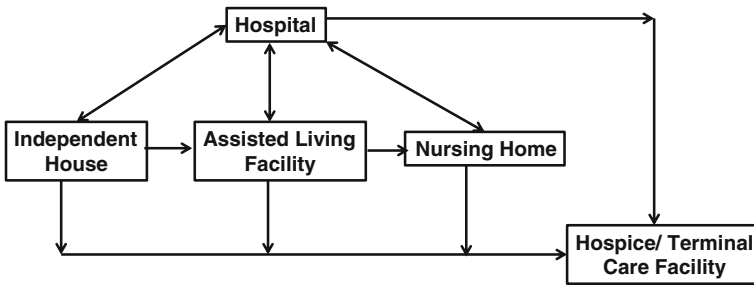 Hospital
Independent
House
Assisted Living
Facility
Nursing Home
Hospice/ Terminal
Care Facility